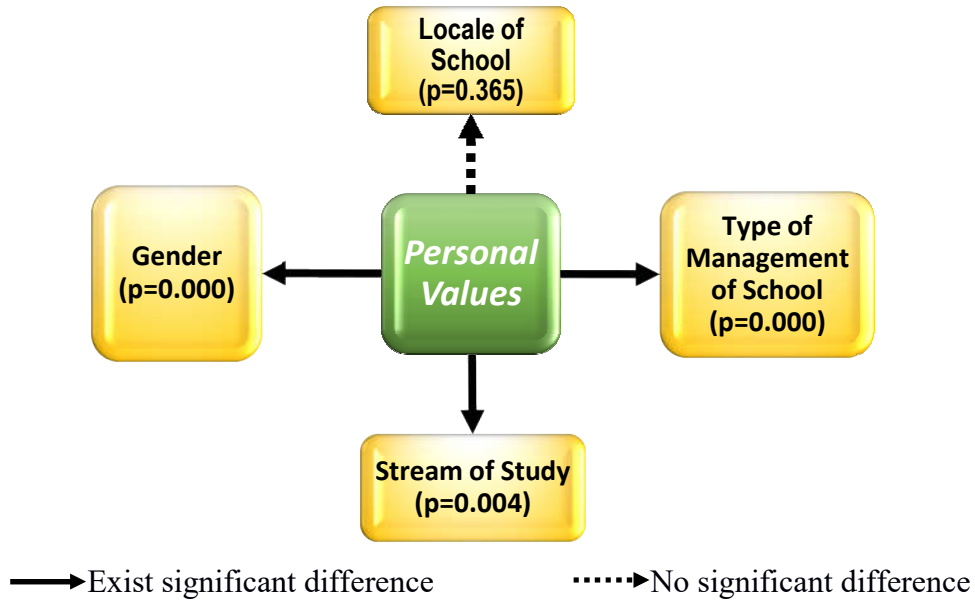 Locale of
School
(p=0.365)
Gender
(p=0.000)
Personal
Values
Type of
Management
of School
(p=0.000)
Stream of Study
(p=0.004)
Exist significant difference
No significant difference